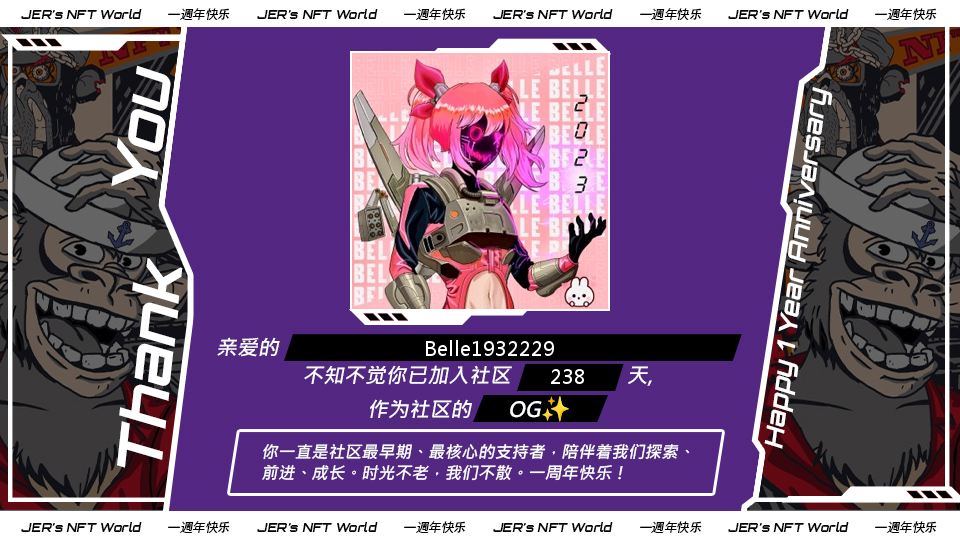 JER's NFT World 一週年快乐 JER's NFT World 一週年快乐 JER's NFT World 一週年快乐 JER's NFT World 一週年快乐
Thank You
BELLE
2023
Happy 1 Year Anniversary
亲爱的 Belle1932229
不知不觉你已加入社区 238 天,
作为社区的 OG✨
你一直是社区最早期、最核心的支持者，陪伴着我们探索、
前进、成长。时光不老，我们不散。一周年快乐！
JER's NFT World 一週年快乐 JER's NFT World 一週年快乐 JER's NFT World 一週年快乐 JER's NFT World 一週年快乐